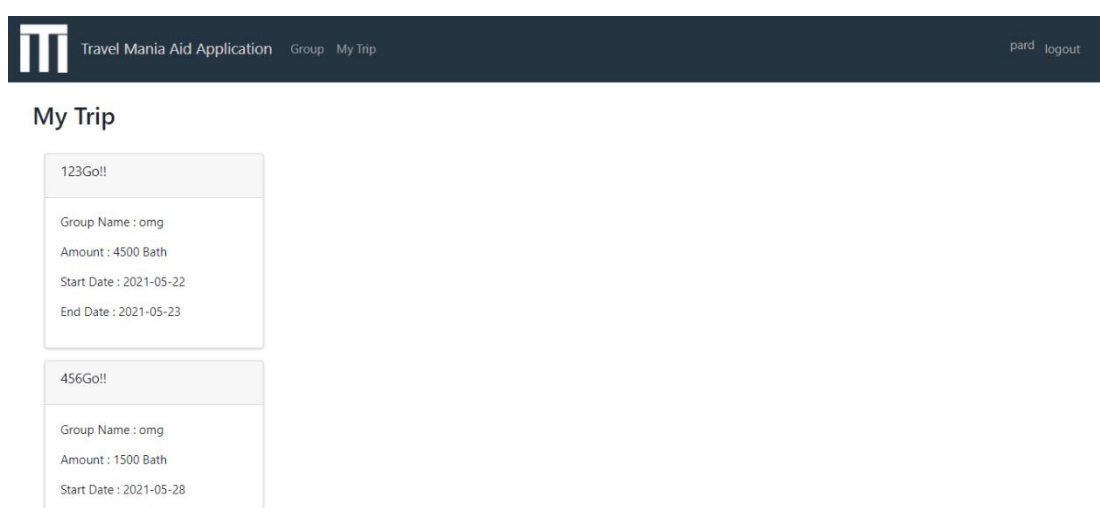 Travel Mania Aid Application Group My Trip pard logout
My Trip
123Go!!
Group Name : omg
Amount : 4500 Bath
Start Date : 2021-05-22
End Date : 2021-05-23
456Go!!
Group Name : omg
Amount : 1500 Bath
Start Date : 2021-05-28